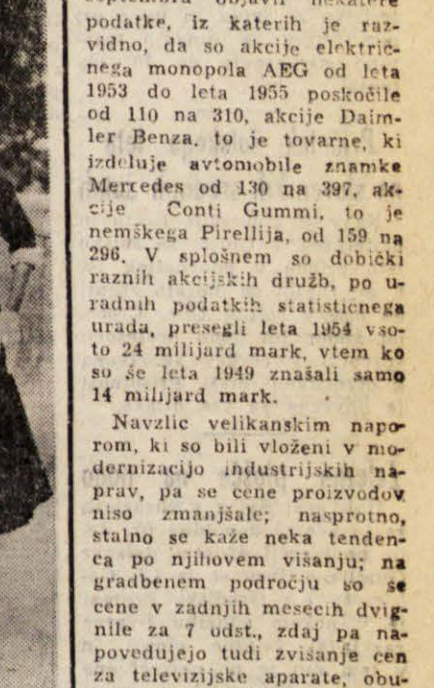 septembra objavil nekatere
podatke, iz katerih je raz-
vidno, da so akcije električ-
nega monopola AEG od leta
1953 do leta 1955 poskočile
od 110 na 310, akcije Daim-
ler Benza, to je tovarne, ki
izdeluje avtomobile znamke
Mercedes od 130 na 397, ak-
cije Conti Gummi, to je
nemškega Pirellija, od 159 na
296. V splošnem so dobički
raznih akcijskih družb, po u-
radnih podatkih statističnega
urada, presegli leta 1954 vso-
to 24 milijard mark, vtem ko
so še leta 1949 znašali samo
14 milijard mark.
Navzlic velikanskim napo-
rom, ki so bili vloženi v mo-
dernizacijo industrijskih na-
prav, pa se cene proizvodov
niso zmanjšale; nasprotno,
stalno se kaže neka tenden-
ca po njihovem višanju; na
gradbenem področju so se
cene v zadnjih mesecih dvig-
nile za 7 odst., zdaj pa na-
povedujejo tudi zvišanje cen
za televizijske aparate, obu-